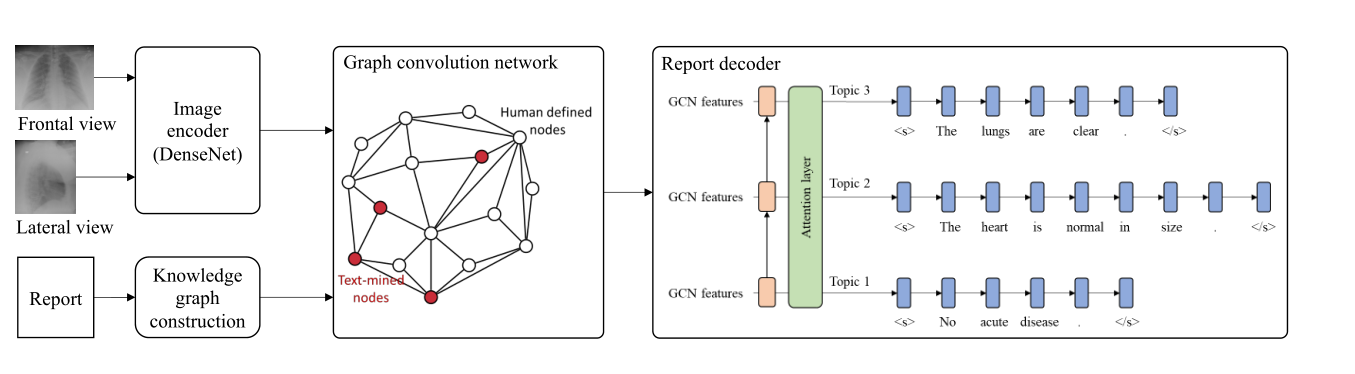 Frontal view
Lateral view
Image
encoder
(DenseNet)
Report
Knowledge
graph
construction
Graph convolution network
Human defined
nodes
Text-mined
nodes
Report decoder
GCN features
GCN features
GCN features
Attention layer
Topic 3
<s> The lungs are clear . </s>
Topic 2
<s> The heart is normal in size . </s>
Topic 1
<s> No acute disease . </s>